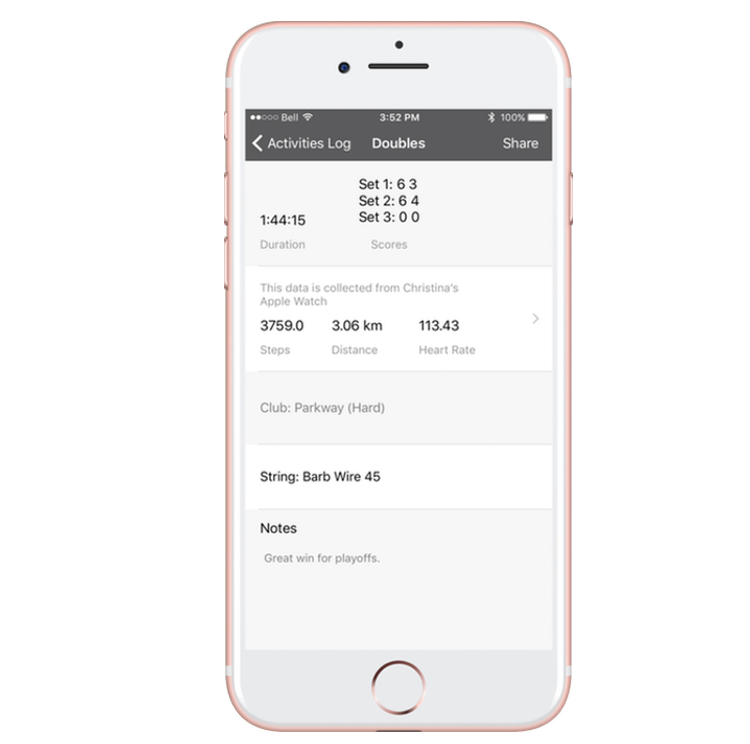 Bell 3:52 PM 100%
Activities Log Doubles Share
Set 1: 6 3
Set 2: 6 4
1:44:15 Set 3: 0 0
Duration Scores
This data is collected from Christina's
Apple Watch
3759.0 3.06 km 113.43
Steps Distance Heart Rate
Club: Parkway (Hard)
String: Barb Wire 45
Notes
Great win for playoffs.